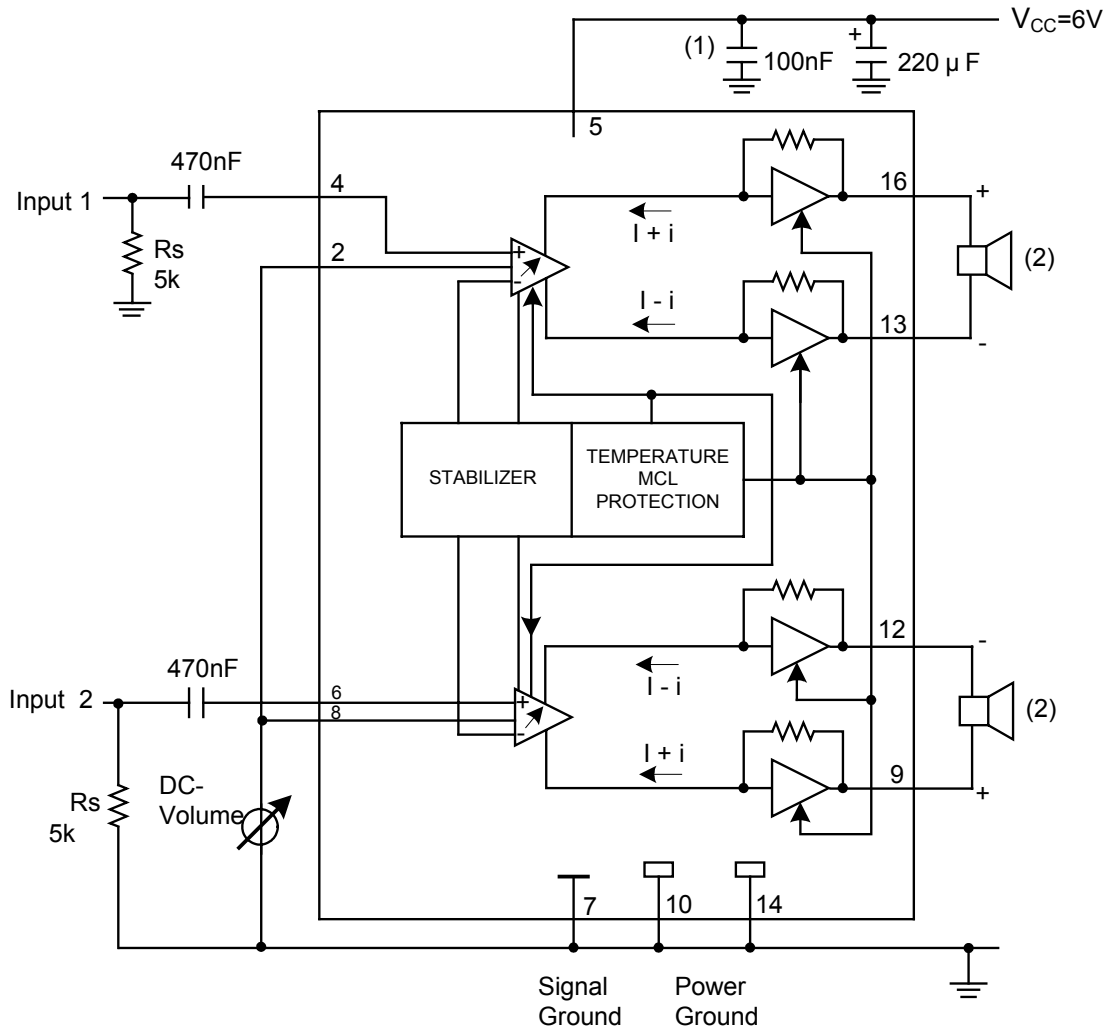 V_CC=6V
(1)
100nF
+
220 µ F
5
470nF
Input 1
4
16
+
I + i
Rs
5k
2
+
-
(2)
I - i
13
-
STABILIZER
TEMPERATURE
MCL
PROTECTION
12
-
470nF
I - i
Input 2
6
8
+
-
(2)
I + i
9
DC-
Volume
Rs
5k
+
7
10
14
Signal
Ground
Power
Ground